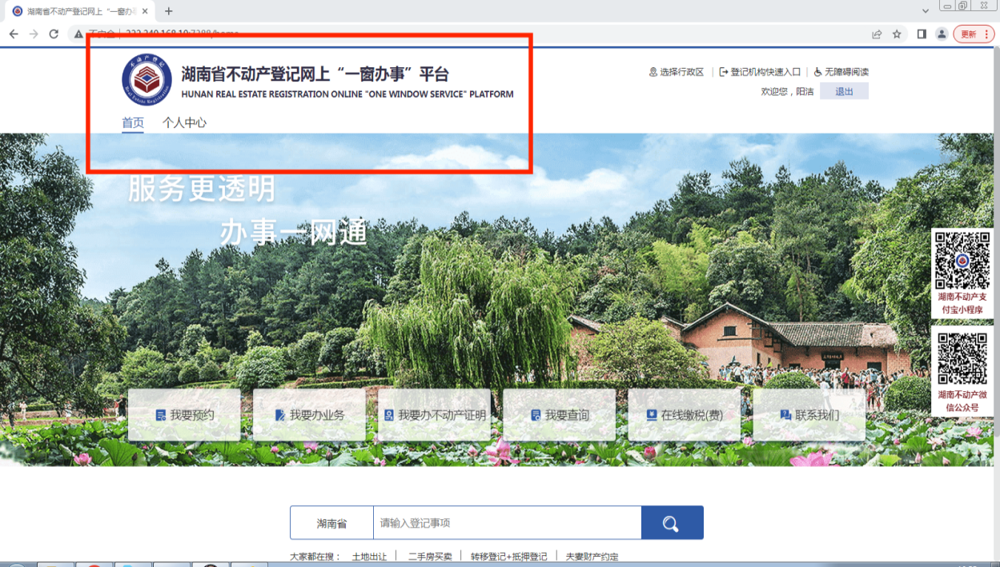 湖南省不动产登记网上“一窗办
更新
不动产登记
Real Estate Registration
湖南省不动产登记网上“一窗办事”平台
HUNAN REAL ESTATE REGISTRATION ONLINE "ONE WINDOW SERVICE" PLATFORM
选择行政区 | 登记机构快速入口 | 无障碍阅读
欢迎您，阳洁 退出
首页 个人中心
服务更透明
办事一网通
湖南不动产支
付宝小程序
湖南不动产微
信公众号
我要预约 我要办业务 我要办不动产证明 我要查询 在线缴税(费) 联系我们
湖南省 请输入登记事项
大家都在搜： 土地出让 | 二手房买卖 | 转移登记+抵押登记 | 夫妻财产约定